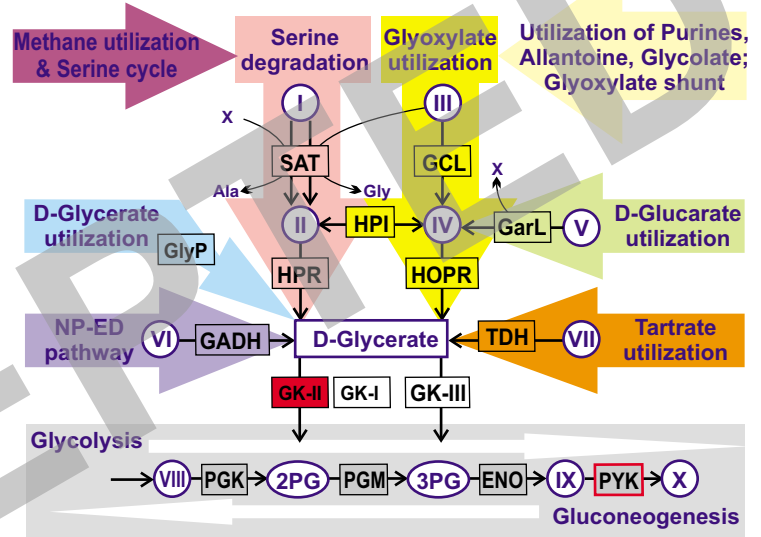 Methane utilization
& Serine cycle
Serine
degradation
Glyoxylate
utilization
Utilization of Purines,
Allantoine, Glycolate;
Glyoxylate shunt
I
III
X
SAT
GCL
X
Ala
Gly
D-Glycerate
utilization
GlyP
II
HPI
IV
GarL
V
D-Glucarate
utilization
HPR
HOPR
NP-ED
pathway
VI
GADH
D-Glycerate
TDH
VII
Tartrate
utilization
GK-II
GK-I
GK-III
Glycolysis
VIII
PGK
2PG
PGM
3PG
ENO
IX
PYK
X
Gluconeogenesis